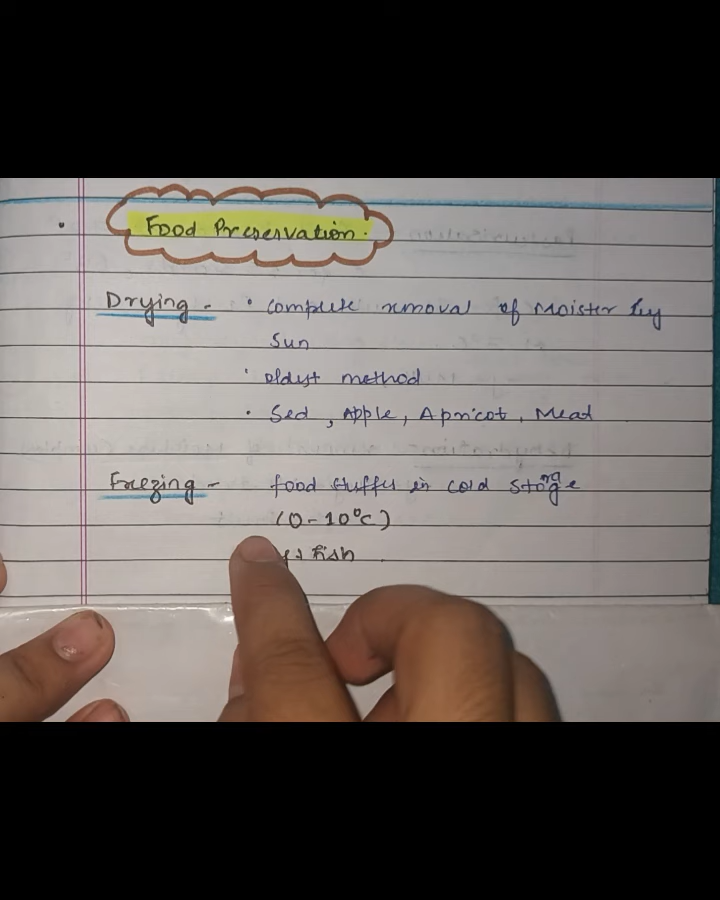 Food Preservation.
Drying - • Complete removal of Moister by
Sun
• oldest method
• Sed, Apple, Apricot, Meat
Freezing - food stuffs in cold storage
(0-10°C)
fish